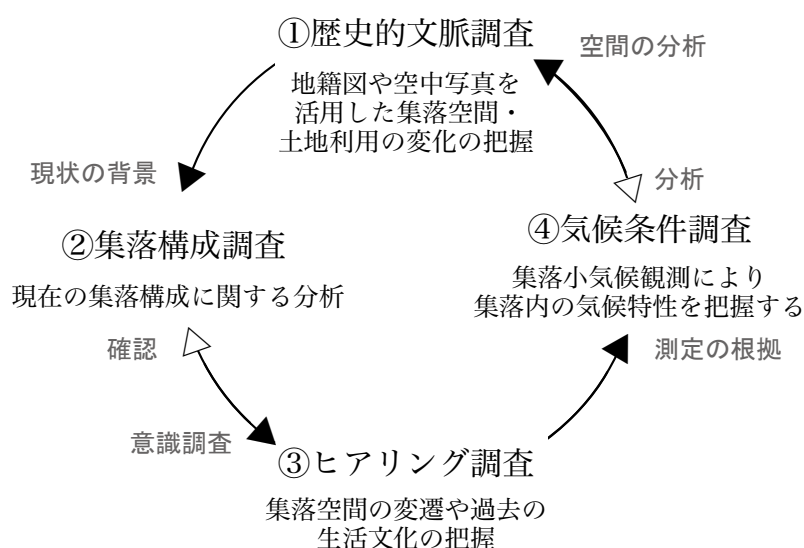 ①歴史的文脈調査
空間の分析
地籍図や空中写真を
活用した集落空間・
土地利用の変化の把握
現状の背景
分析
②集落構成調査
現在の集落構成に関する分析
④気候条件調査
集落小気候観測により
集落内の気候特性を把握する
確認
測定の根拠
意識調査
③ヒアリング調査
集落空間の変遷や過去の
生活文化の把握